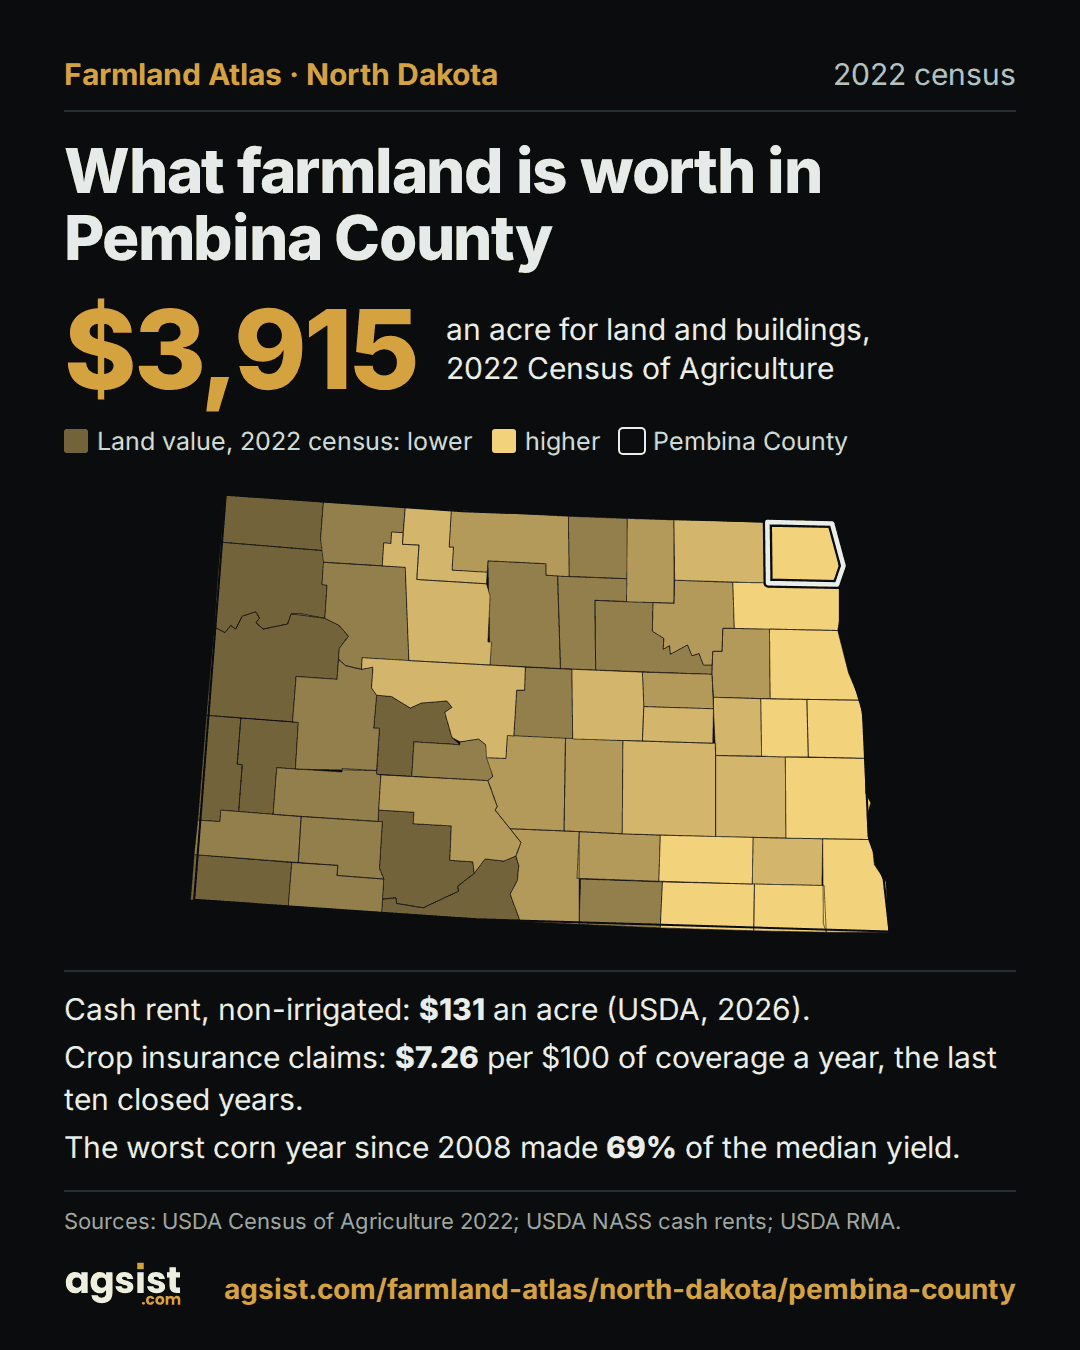 Farmland Atlas · North Dakota
2022 census
What farmland is worth in
Pembina County
$3,915
an acre for land and buildings,
2022 Census of Agriculture
Land value, 2022 census: lower
higher
Pembina County
Cash rent, non-irrigated: $131 an acre (USDA, 2026).
Crop insurance claims: $7.26 per $100 of coverage a year, the last
ten closed years.
The worst corn year since 2008 made 69% of the median yield.
Sources: USDA Census of Agriculture 2022; USDA NASS cash rents; USDA RMA.
agsist
.com
agsist.com/farmland-atlas/north-dakota/pembina-county